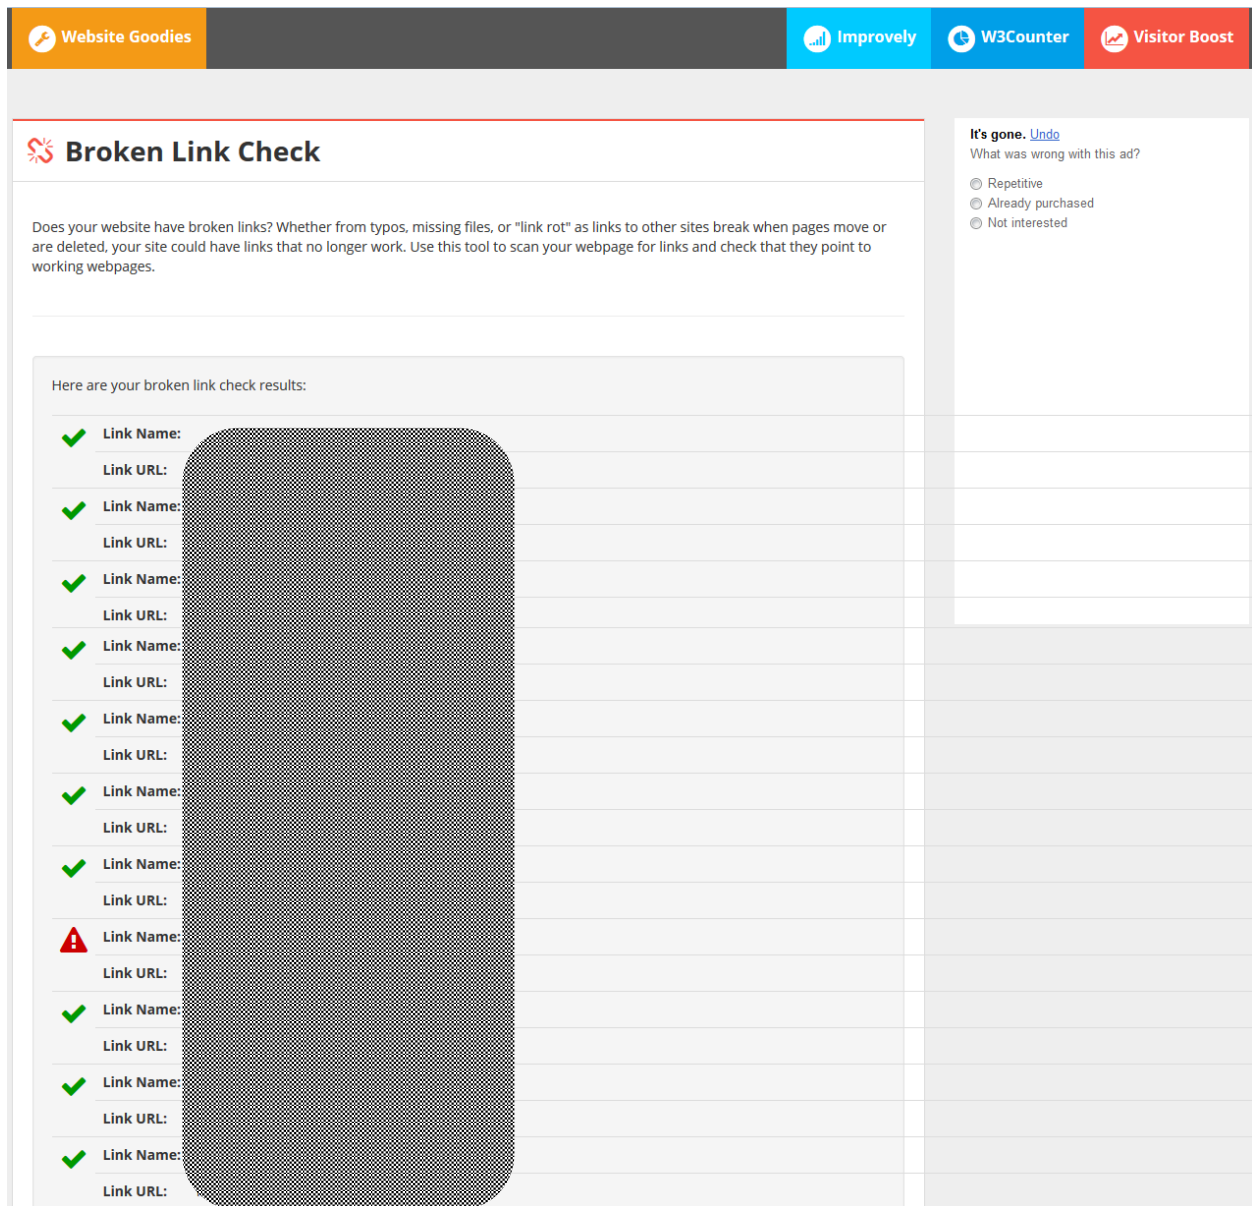 Website Goodies
Improvely
W3Counter
Visitor Boost
Broken Link Check
Does your website have broken links? Whether from typos, missing files, or "link rot" as links to other sites break when pages move or
are deleted, your site could have links that no longer work. Use this tool to scan your webpage for links and check that they point to
working webpages.
It's gone. Undo
What was wrong with this ad?
Repetitive
Already purchased
Not interested
Here are your broken link check results:
Link Name:
Link URL:
Link Name:
Link URL:
Link Name:
Link URL:
Link Name:
Link URL:
Link Name:
Link URL:
Link Name:
Link URL:
Link Name:
Link URL:
Link Name:
Link URL:
Link Name:
Link URL:
Link Name:
Link URL:
Link Name:
Link URL: